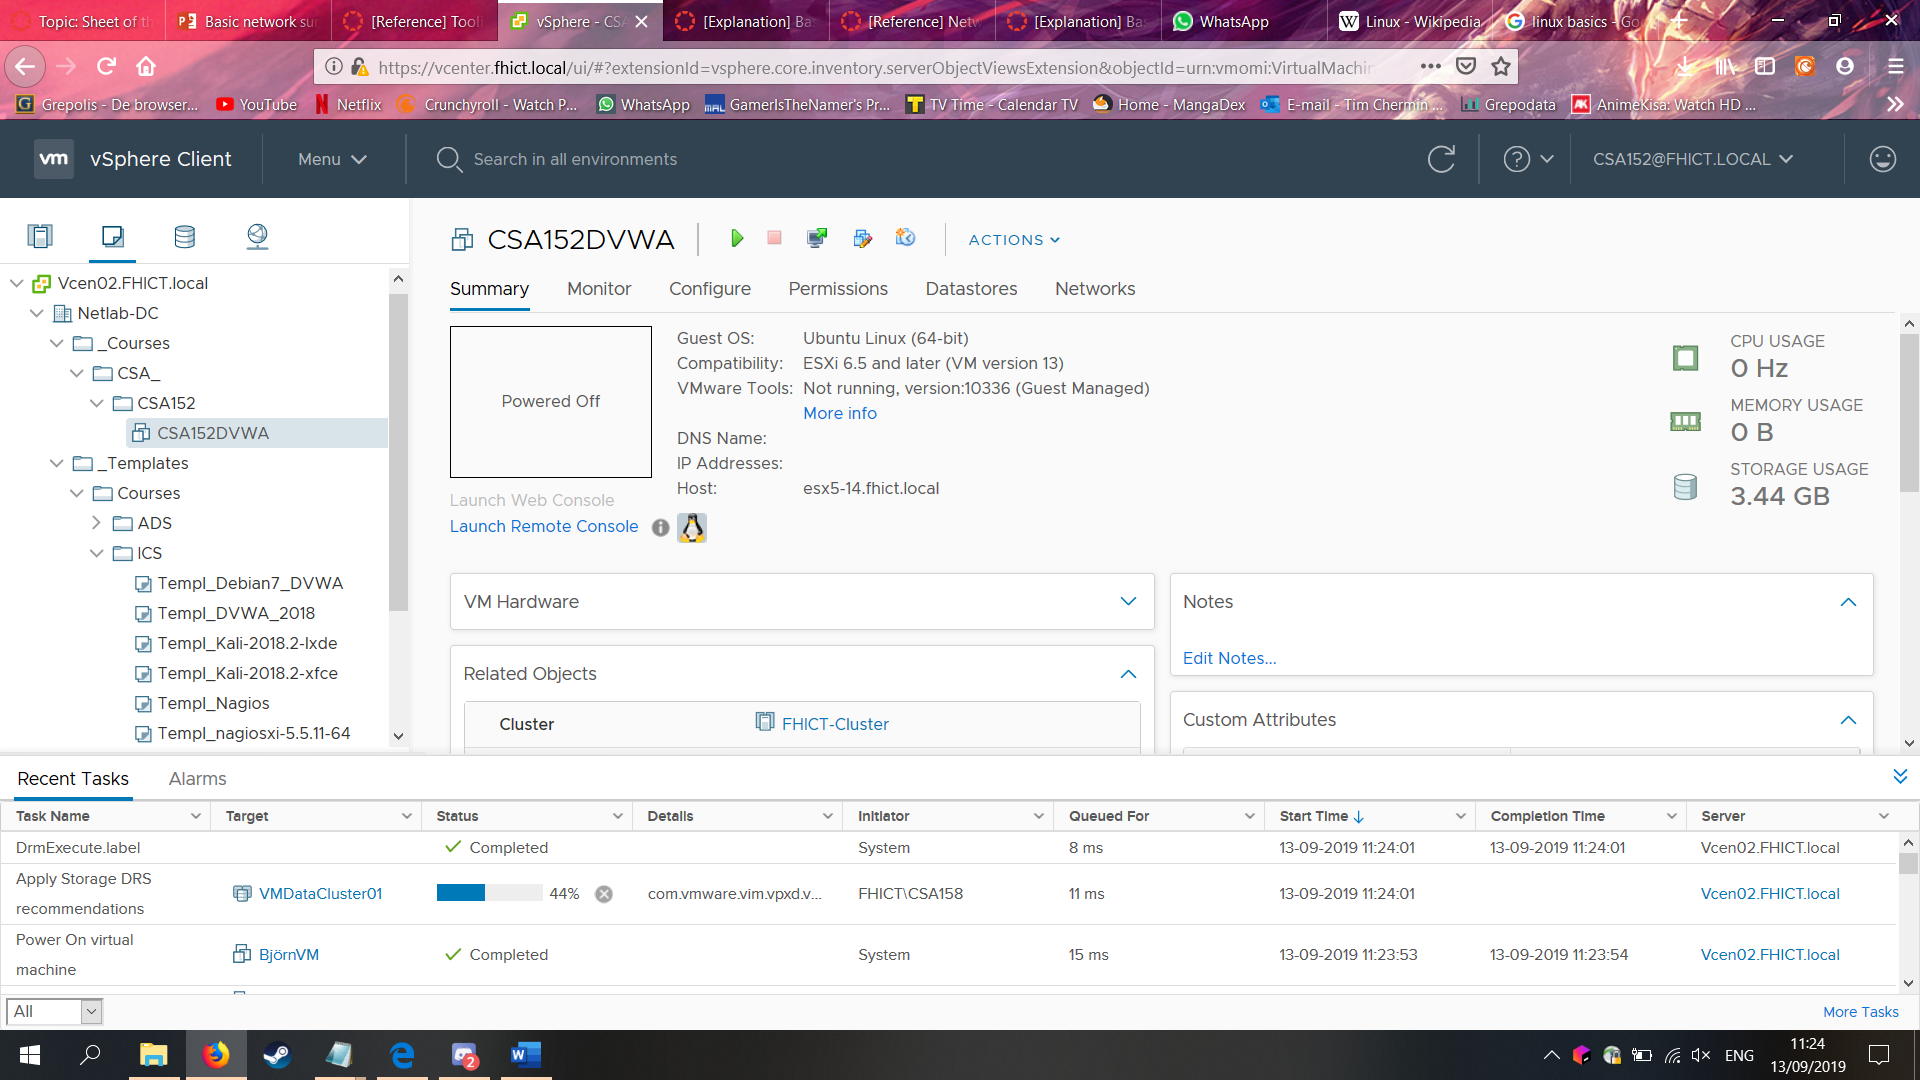 Topic: Sheet of th
Basic network su
[Reference] Tooli
vSphere - CSA
[Explanation] Ba
[Reference] Netw
[Explanation] Ba
WhatsApp
Linux - Wikipedia
linux basics - Go
https://vcenter.fhict.local/ui/#?extensionId=vsphere.core.inventory.serverObjectViewsExtension&objectId=urn:vmomi:VirtualMachin
Grepolis - De browser...
YouTube
Netflix
Crunchyroll - Watch P...
WhatsApp
GamerIsTheNamer's Pr...
TV Time - Calendar TV
Home - MangaDex
E-mail - Tim Chermin ...
Grepodata
AnimeKisa: Watch HD ...
vm vSphere Client
Menu
Search in all environments
CSA152@FHICT.LOCAL
Vcen02.FHICT.local
Netlab-DC
_Courses
CSA_
CSA152
CSA152DVWA
_Templates
Courses
ADS
ICS
Templ_Debian7_DVWA
Templ_DVWA_2018
Templ_Kali-2018.2-lxde
Templ_Kali-2018.2-xfce
Templ_Nagios
Templ_nagiosxi-5.5.11-64
CSA152DVWA
ACTIONS
Summary Monitor Configure Permissions Datastores Networks
Powered Off
Launch Web Console
Launch Remote Console
Guest OS: Ubuntu Linux (64-bit)
Compatibility: ESXi 6.5 and later (VM version 13)
VMware Tools: Not running, version:10336 (Guest Managed)
More info
DNS Name:
IP Addresses:
Host: esx5-14.fhict.local
CPU USAGE
0 Hz
MEMORY USAGE
0 B
STORAGE USAGE
3.44 GB
VM Hardware
Related Objects
Cluster FHICT-Cluster
Notes
Edit Notes...
Custom Attributes
Recent Tasks Alarms
Task Name Target Status Details Initiator Queued For Start Time Completion Time Server
DrmExecute.label Completed System 8 ms 13-09-2019 11:24:01 13-09-2019 11:24:01 Vcen02.FHICT.local
Apply Storage DRS recommendations VMDataCluster01 44% com.vmware.vim.vpxd.v... FHICT\CSA158 11 ms 13-09-2019 11:24:01 Vcen02.FHICT.local
Power On virtual machine BjörnVM Completed System 15 ms 13-09-2019 11:23:53 13-09-2019 11:23:54 Vcen02.FHICT.local
All
More Tasks
2
ENG
11:24
13/09/2019